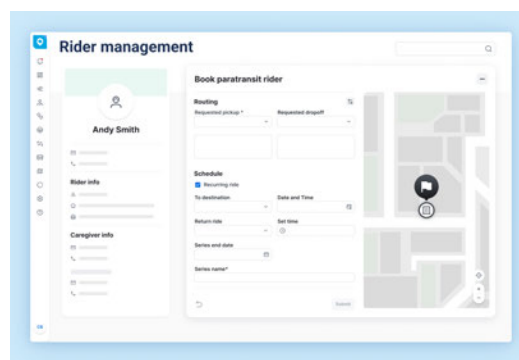 Rider management
Book paratransit rider
Routing
Requested pickup * Requested dropoff
Andy Smith
Schedule
Recurring ride
Rider info
To destination Date and Time
Return ride Set time
Caregiver info
Series end date
Series name*
Submit